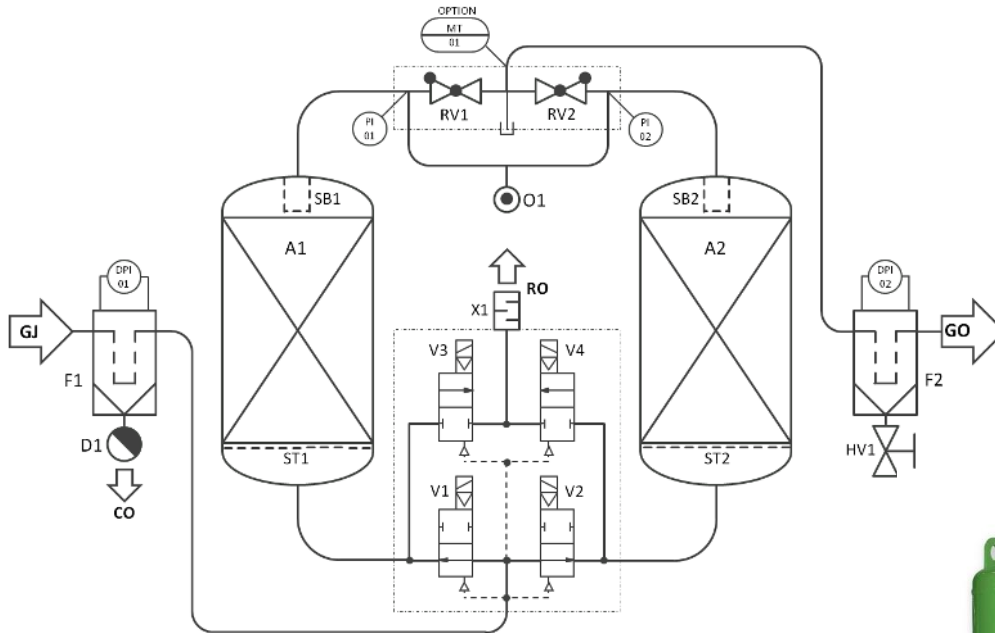 OPTION
MT
01
RV1
RV2
PI
01
PI
02
SB1
SB2
O1
A1
A2
DPI
01
DPI
02
RO
X1
GJ
GO
V3
V4
F1
F2
D1
ST1
ST2
HV1
V1
V2
CO